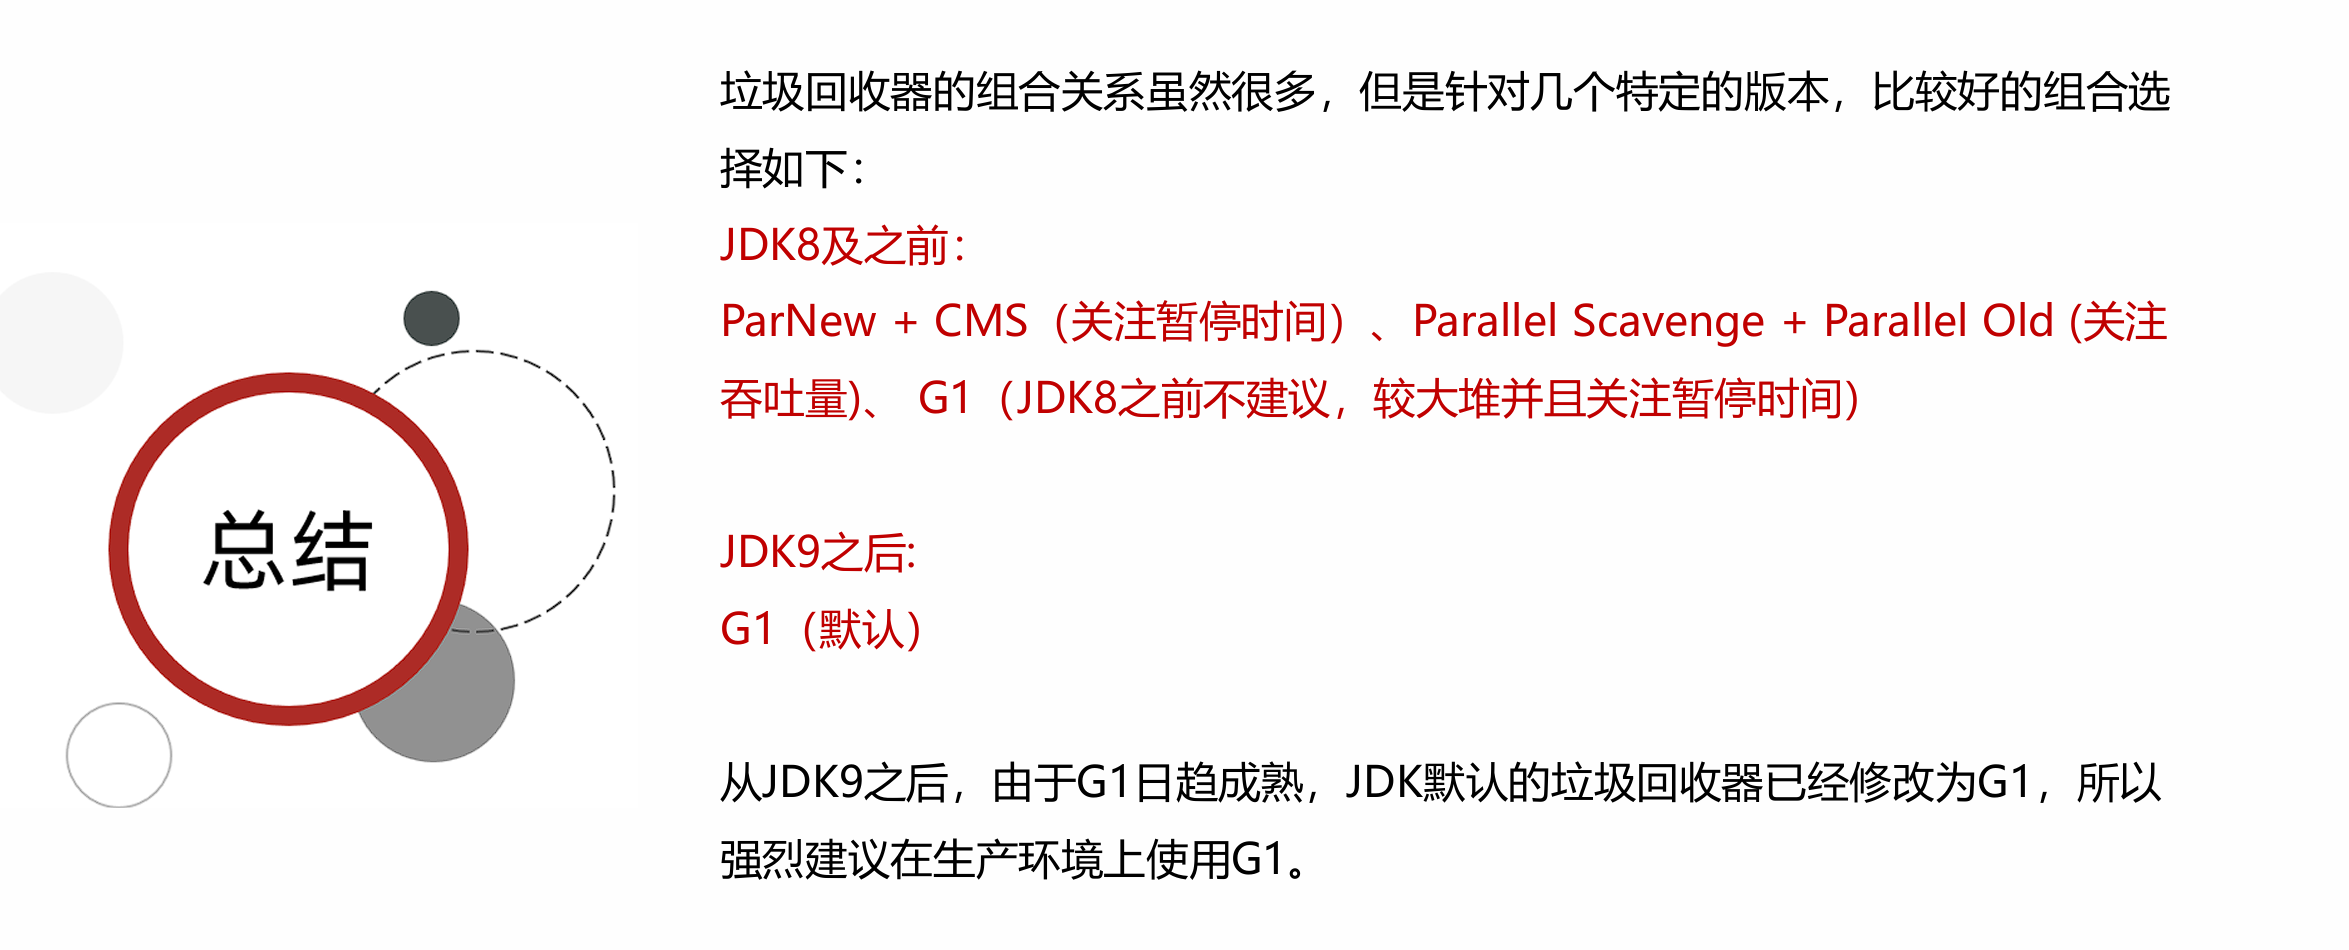 总结
垃圾回收器的组合关系虽然很多，但是针对几个特定的版本，比较好的组合选
择如下：
JDK8及之前：
ParNew + CMS（关注暂停时间）、Parallel Scavenge + Parallel Old (关注
吞吐量)、 G1（JDK8之前不建议，较大堆并且关注暂停时间）
JDK9之后:
G1（默认）
从JDK9之后，由于G1日趋成熟，JDK默认的垃圾回收器已经修改为G1，所以
强烈建议在生产环境上使用G1。